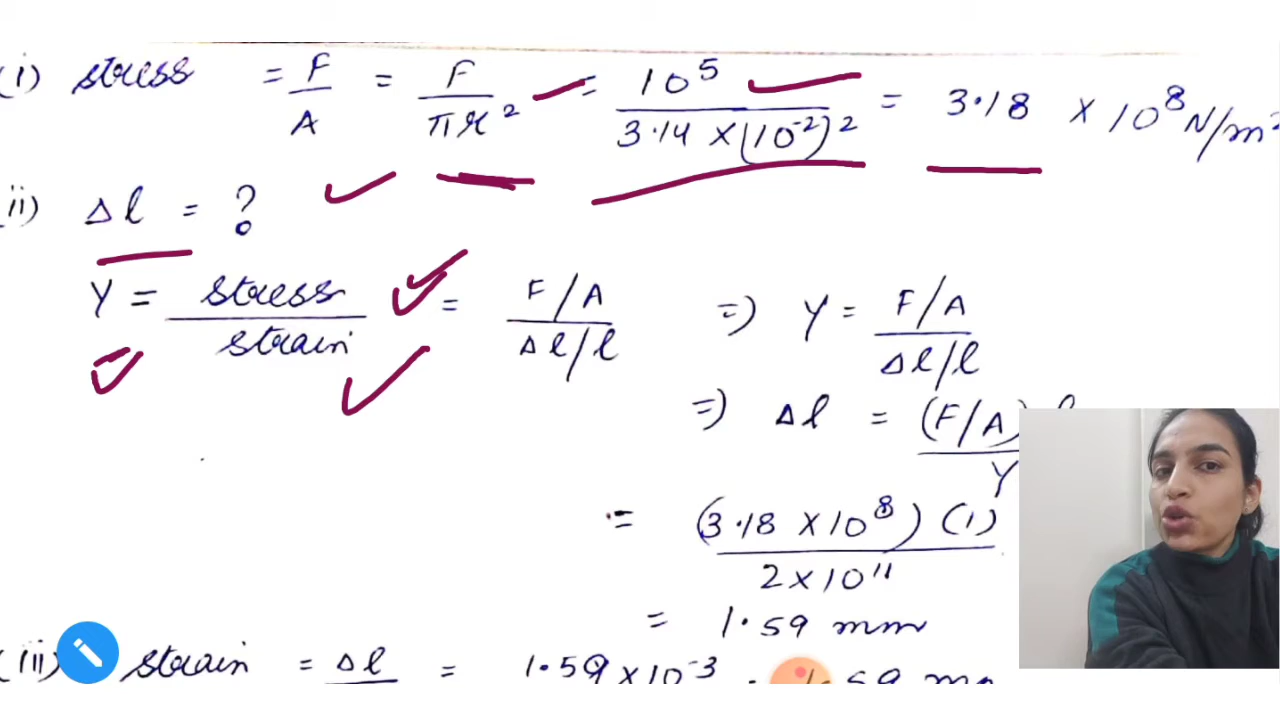 (i) stress = F/A = F/πr² = 10⁵/3.14 × (10⁻²)² = 3.18 × 10⁸ N/m²
(ii) Δl = ?
Y = stress/strain = F/A / Δl/l ⇒ Y = F/A / Δl/l
⇒ Δl = (F/A) l / Y
= (3.18 × 10⁸) (1) / 2 × 10¹¹
= 1.59 mm
(iii) strain = Δl = 1.59 × 10⁻³